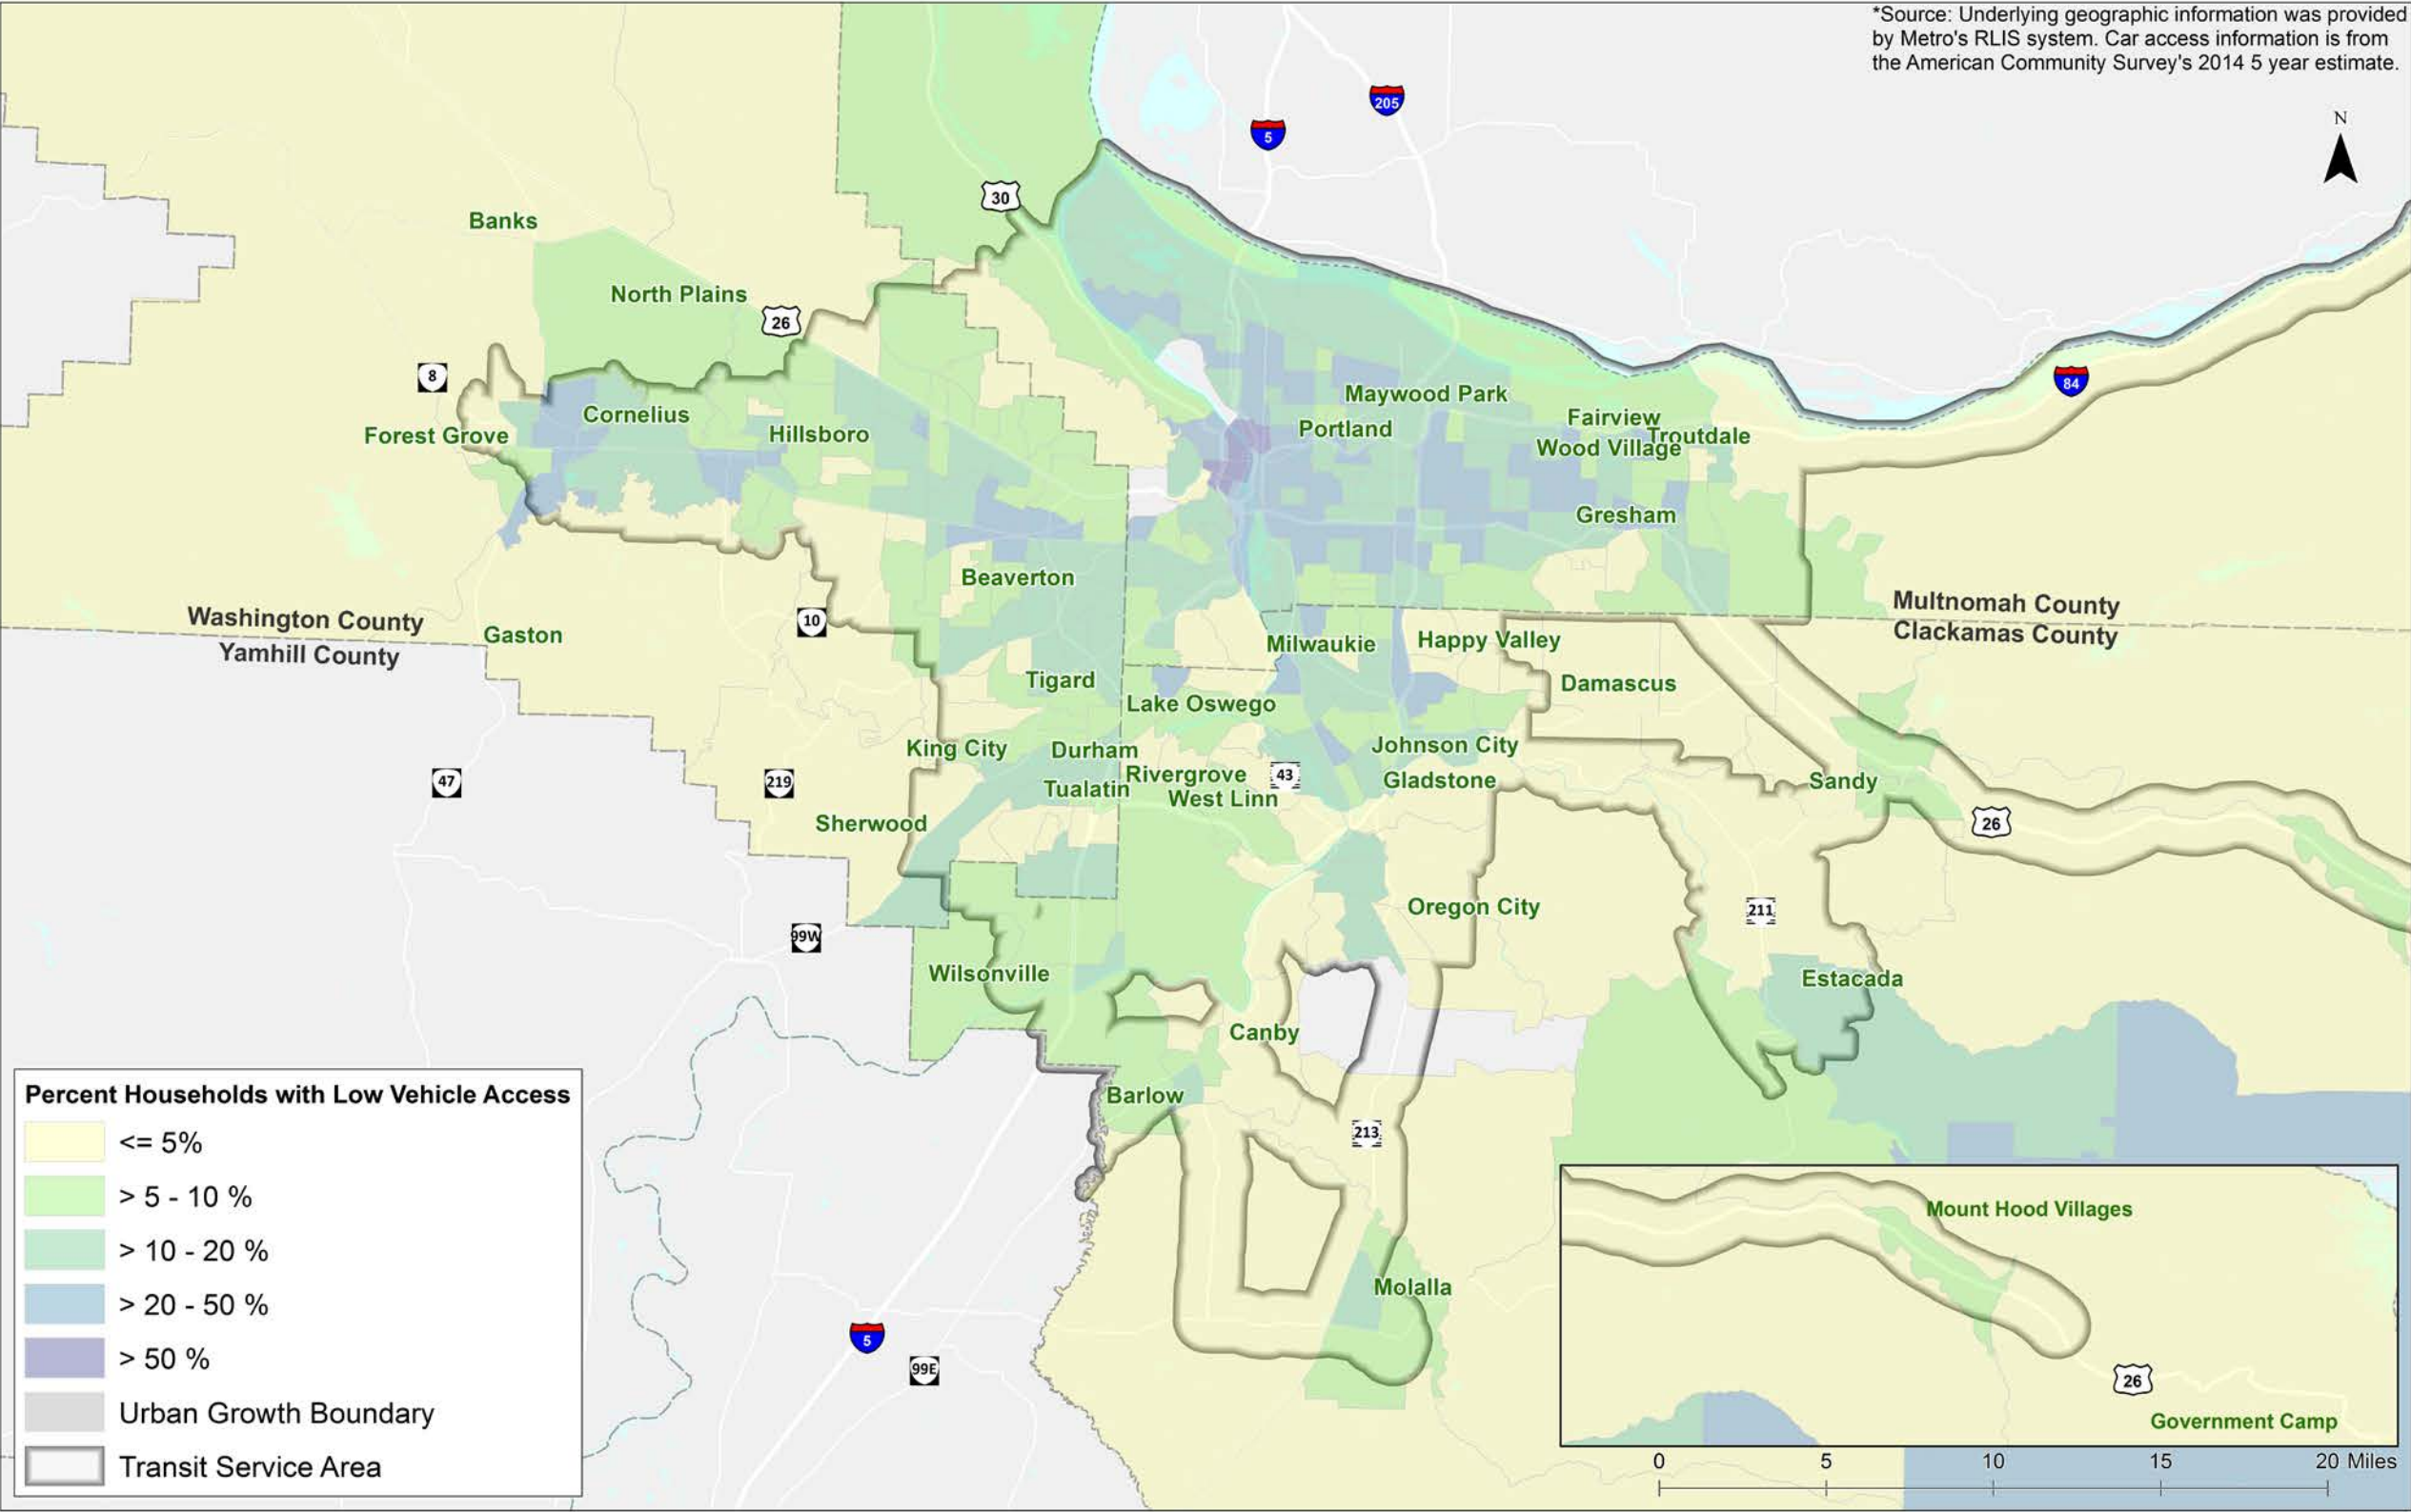 *Source: Underlying geographic information was provided
by Metro's RLIS system. Car access information is from
the American Community Survey's 2014 5 year estimate.
205
N
5
30
Banks
North Plains
26
8
84
Maywood Park
Cornelius
Fairview
Forest Grove
Hillsboro
Portland
Troutdale
Wood Village
Gresham
Beaverton
Multnomah County
Washington County
10
Gaston
Clackamas County
Milwaukie
Happy Valley
Yamhill County
Tigard
Damascus
Lake Oswego
King City
Durham
Johnson City
47
219
Rivergrove
43
Gladstone
Sandy
Tualatin
West Linn
Sherwood
26
Oregon City
211
99W
Wilsonville
Estacada
Canby
Barlow
213
Molalla
5
99E
Percent Households with Low Vehicle Access
<= 5%
> 5 - 10 %
> 10 - 20 %
> 20 - 50 %
> 50 %
Urban Growth Boundary
Transit Service Area
Mount Hood Villages
26
Government Camp
0 5 10 15 20 Miles